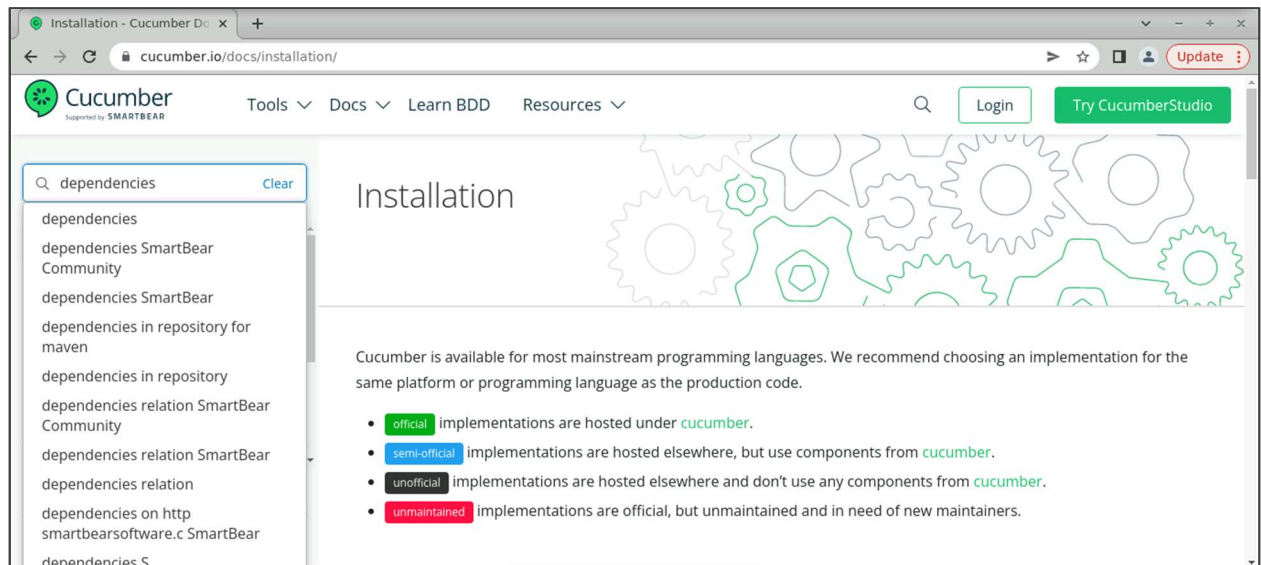 Installation - Cucumber Do
cucumber.io/docs/installation/
Update
Cucumber
Supported by SMARTBEAR
Tools
Docs
Learn BDD
Resources
Login
Try CucumberStudio
dependencies
Clear
dependencies
dependencies SmartBear
Community
dependencies SmartBear
dependencies in repository for
maven
dependencies in repository
dependencies relation SmartBear
Community
dependencies relation SmartBear
dependencies relation
dependencies on http
smartbearsoftware.c SmartBear
dependencies S
Installation
Cucumber is available for most mainstream programming languages. We recommend choosing an implementation for the
same platform or programming language as the production code.
official implementations are hosted under cucumber.
semi-official implementations are hosted elsewhere, but use components from cucumber.
unofficial implementations are hosted elsewhere and don't use any components from cucumber.
unmaintained implementations are official, but unmaintained and in need of new maintainers.